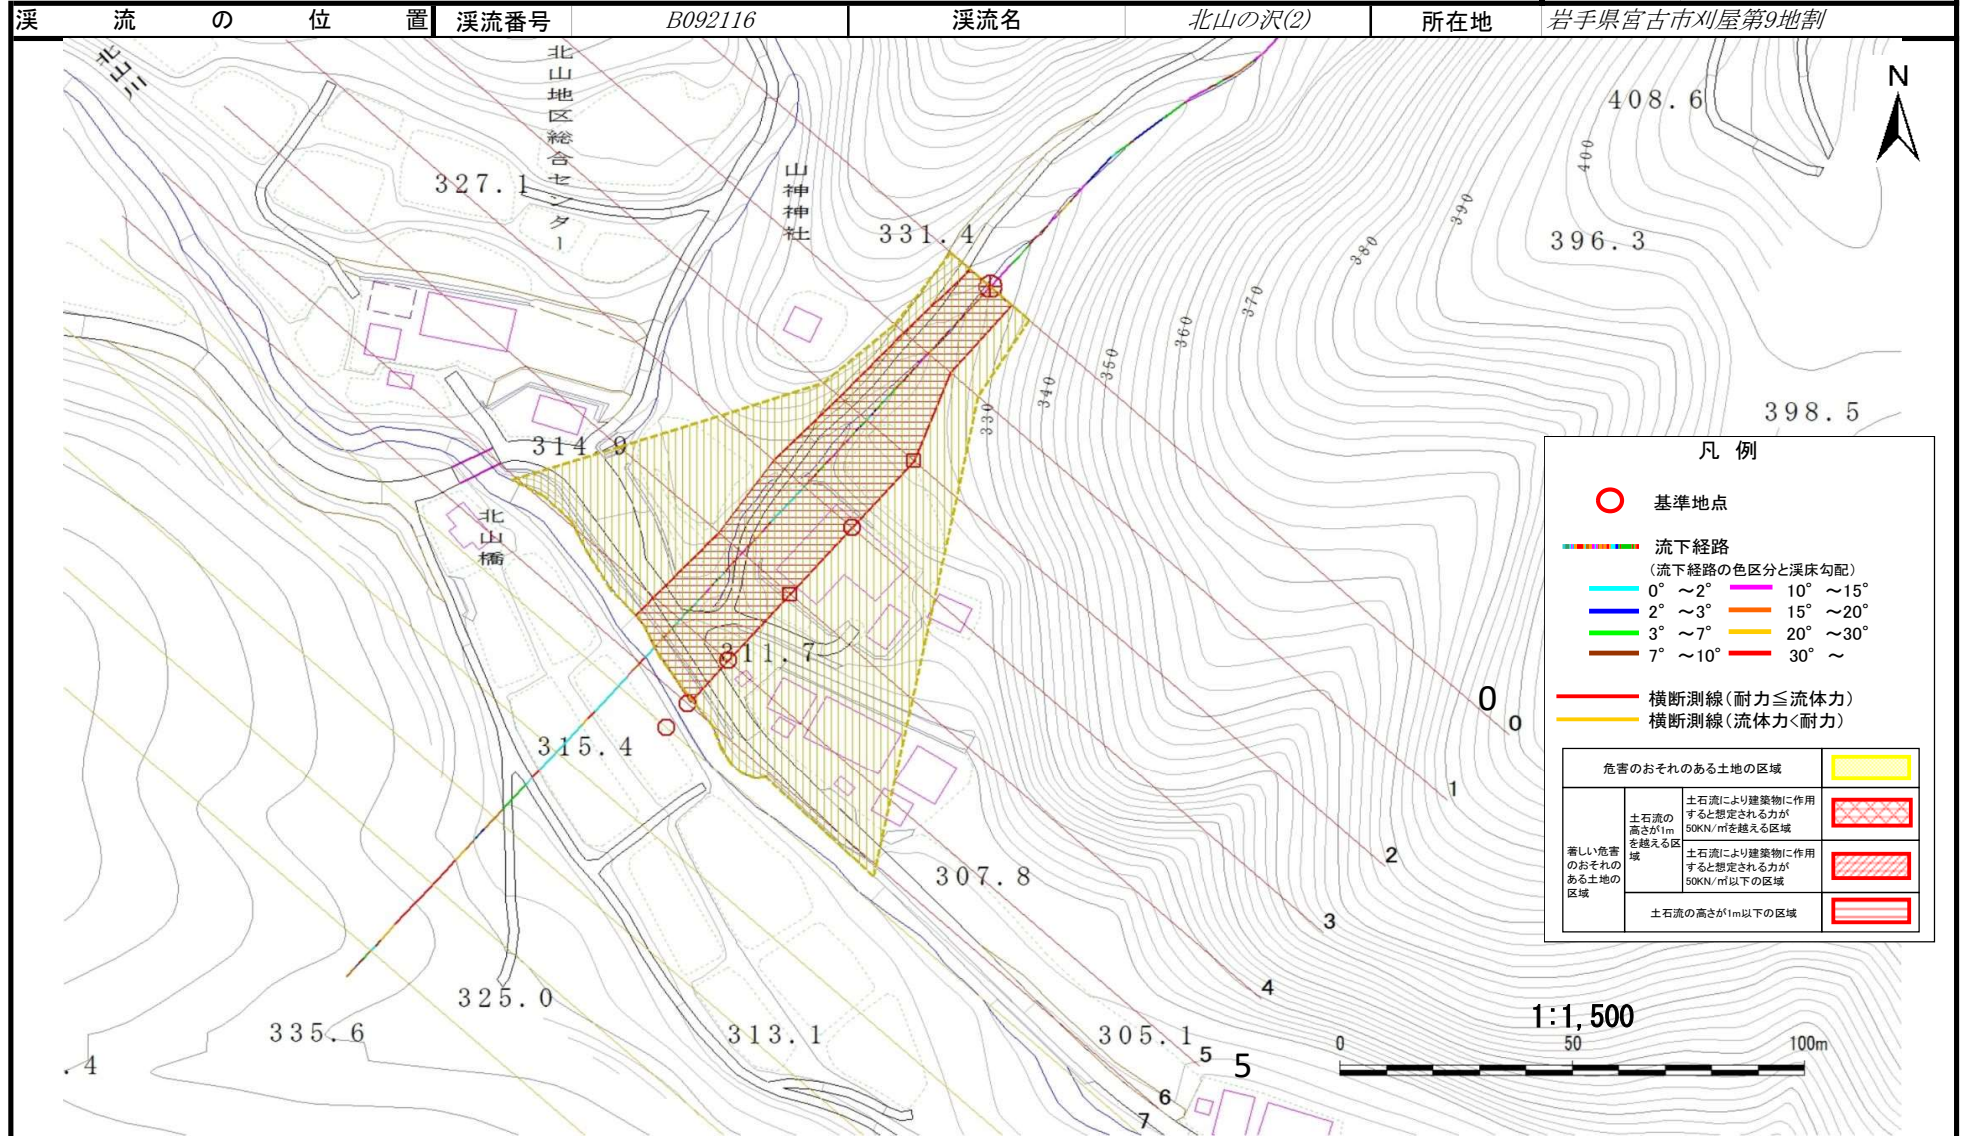 渓流の位置 渓流番号 B092116 渓流名 北山の沢(2) 所在地 岩手県宮古市刈屋第9地割
北山川
北山地区総合センター
山神神社
北山橋
N
408.6
327.1
331.4
396.3
398.5
314.9
311.7
315.4
307.8
325.0
335.6
313.1
305.1
.4
400
390
380
370
360
350
340
330
0
0
1
2
3
4
5
5
6
7
凡 例
基準地点
流下経路
(流下経路の色区分と渓床勾配)
0° ～2° 10° ～15°
2° ～3° 15° ～20°
3° ～7° 20° ～30°
7° ～10° 30° ～
横断測線(耐力≦流体力)
横断測線(流体力<耐力)
危害のおそれのある土地の区域
著しい危害
のおそれの
ある土地の
区域
土石流の
高さが1m
を越える区
域
土石流により建築物に作用
すると想定される力が
50KN/㎡を越える区域
土石流により建築物に作用
すると想定される力が
50KN/㎡以下の区域
土石流の高さが1m以下の区域
1:1,500
0 50 100m